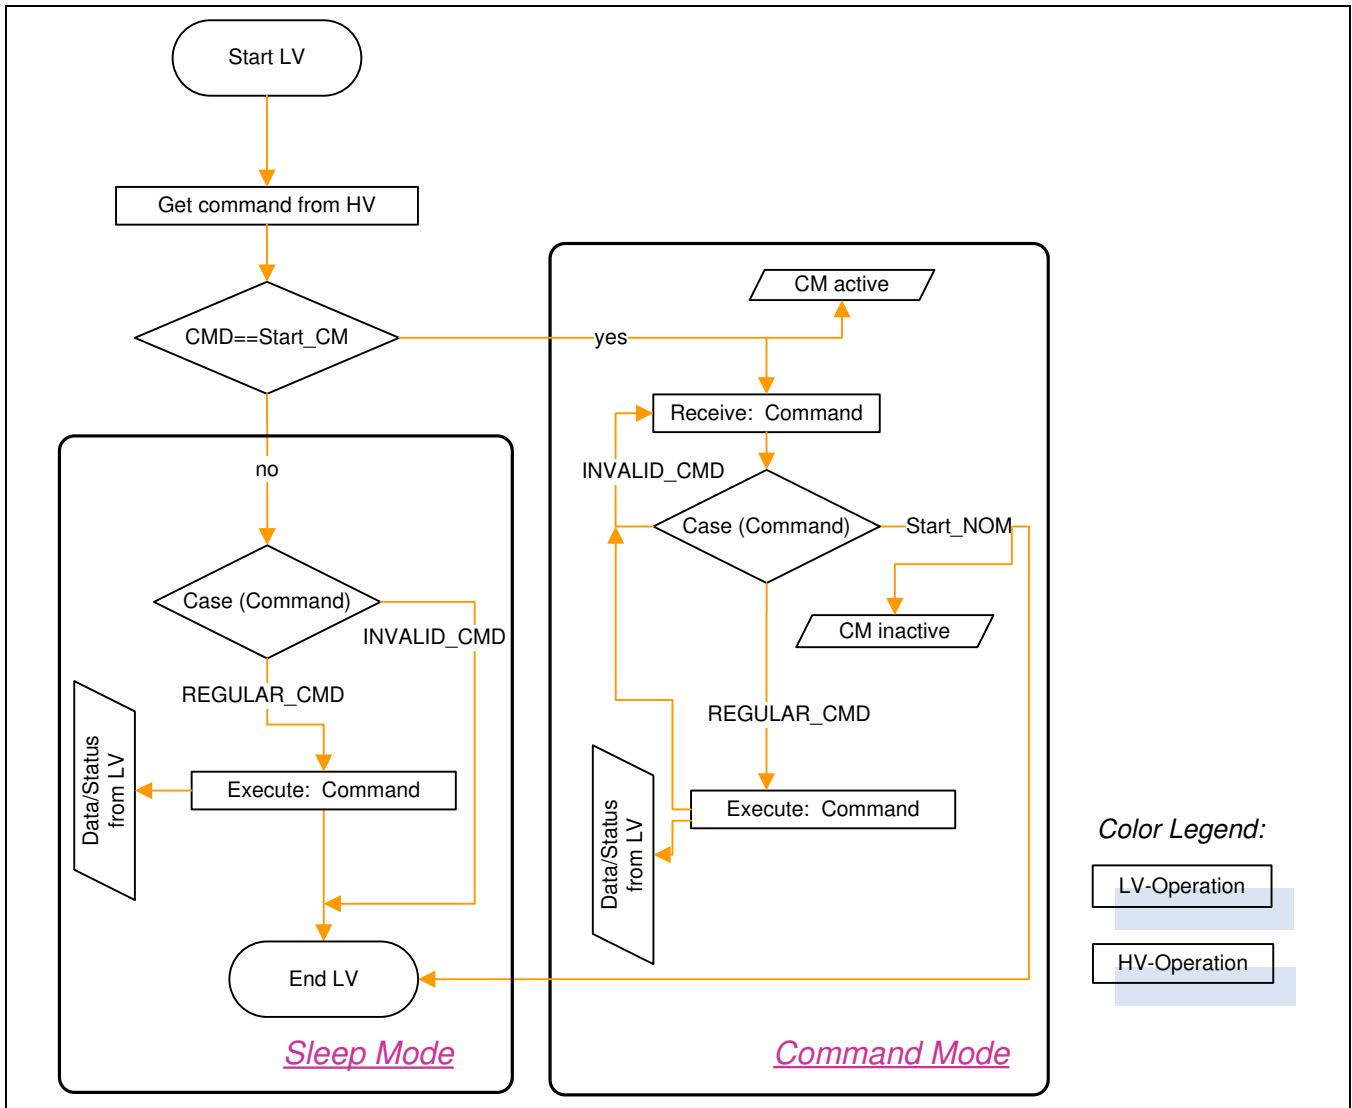 Start LV
Get command from HV
CMD==Start_CM
yes
no
CM active
Receive: Command
INVALID_CMD
Case (Command)
Start_NOM
CM inactive
REGULAR_CMD
Execute: Command
Data/Status
from LV
Command Mode
Case (Command)
INVALID_CMD
REGULAR_CMD
Execute: Command
Data/Status
from LV
End LV
Sleep Mode
Color Legend:
LV-Operation
HV-Operation